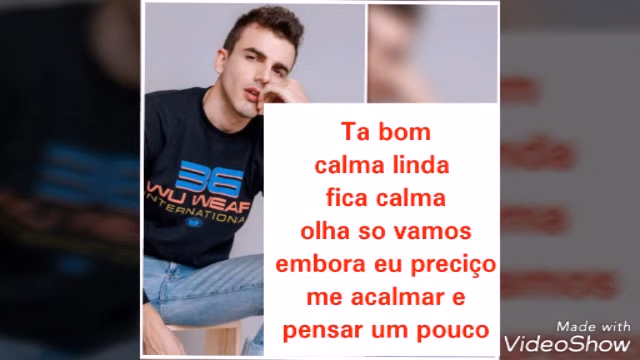 36
WU WEAR
INTERNATIONAL
Ta bom
calma linda
fica calma
olha so vamos
embora eu preciço
me acalmar e
pensar um pouco
Made with
VideoShow